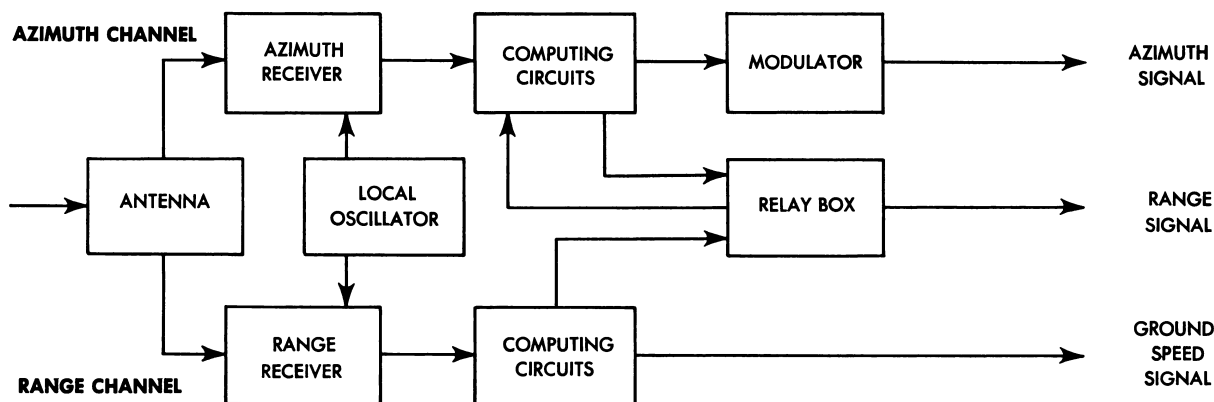 AZIMUTH CHANNEL
AZIMUTH
RECEIVER
COMPUTING
CIRCUITS
MODULATOR
AZIMUTH
SIGNAL
ANTENNA
LOCAL
OSCILLATOR
RELAY BOX
RANGE
SIGNAL
RANGE CHANNEL
RANGE
RECEIVER
COMPUTING
CIRCUITS
GROUND
SPEED
SIGNAL